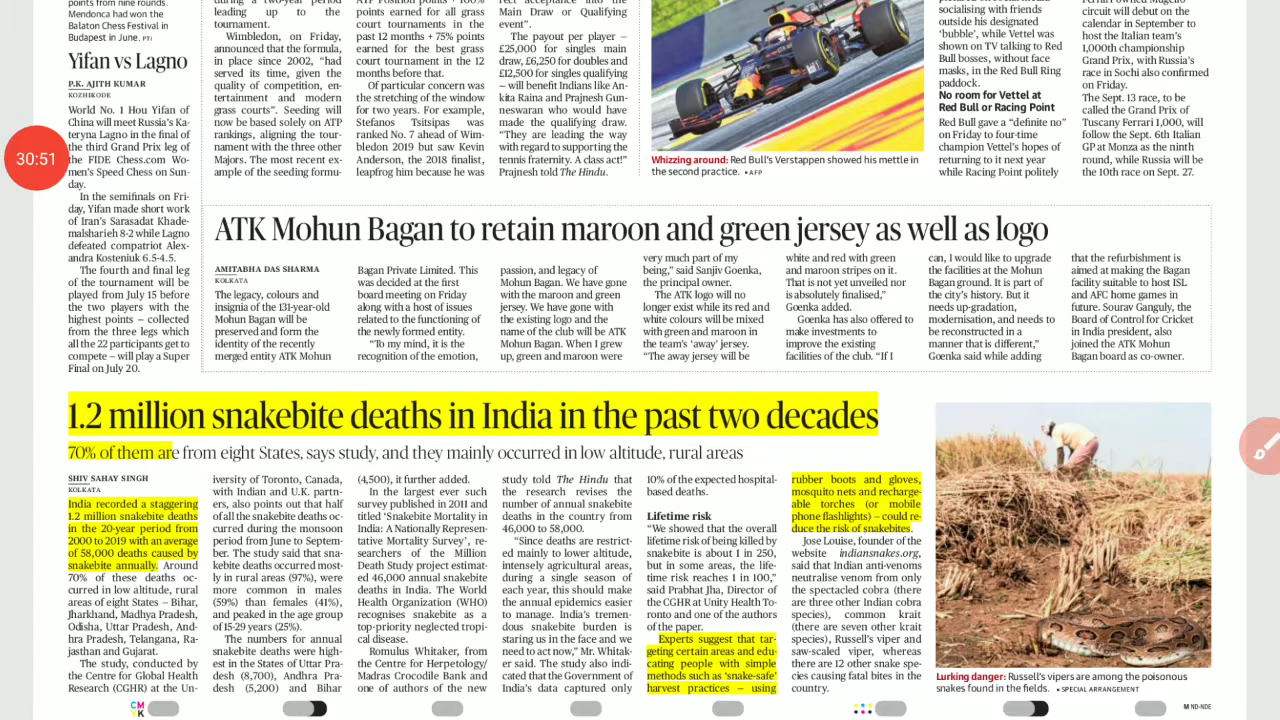 points from nine rounds.
Mendonca had won the
Balaton Chess Festival in
Budapest in June. PTI
Yifan vs Lagno
P.K. AJITH KUMAR
KOZHIKODE
World No. 1 Hou Yifan of
China will meet Russia's Ka-
teryna Lagno in the final of
the third Grand Prix leg of
the FIDE Chess.com Wo-
men's Speed Chess on Sun-
day.
In the semifinals on Fri-
day, Yifan made short work
of Iran's Sarasadat Khade-
malsharieh 8-2 while Lagno
defeated compatriot Alex-
andra Kosteniuk 6.5-4.5.
The fourth and final leg
of the tournament will be
played from July 15 before
the two players with the
highest points – collected
from the three legs which
all the 22 participants get to
compete – will play a Super
Final on July 20.
30:51
during a two-year period
leading up to the
tournament.
Wimbledon, on Friday,
announced that the formula,
in place since 2002, “had
served its time, given the
quality of competition, en-
tertainment and modern
grass courts”. Seeding will
now be based solely on ATP
rankings, aligning the tour-
nament with the three other
Majors. The most recent ex-
ample of the seeding formu-
ATP Position points + 100%
points earned for all grass
court tournaments in the
past 12 months + 75% points
earned for the best grass
court tournament in the 12
months before that.
Of particular concern was
the stretching of the window
for two years. For example,
Stefanos Tsitsipas was
ranked No. 7 ahead of Wim-
bledon 2019 but saw Kevin
Anderson, the 2018 finalist,
leapfrog him because he was
rect acceptance into the
Main Draw or Qualifying
event”.
The payout per player –
£25,000 for singles main
draw, £6,250 for doubles and
£12,500 for singles qualifying
– will benefit Indians like An-
kita Raina and Prajnesh Gun-
neswaran who would have
made the qualifying draw.
“They are leading the way
with regard to supporting the
tennis fraternity. A class act!”
Prajnesh told The Hindu.
Whizzing around: Red Bull's Verstappen showed his mettle in
the second practice. • AFP
socialising with friends
outside his designated
‘bubble’, while Vettel was
shown on TV talking to Red
Bull bosses, without face
masks, in the Red Bull Ring
paddock.
No room for Vettel at
Red Bull or Racing Point
Red Bull gave a “definite no”
on Friday to four-time
champion Vettel's hopes of
returning to it next year
while Racing Point politely
Ferrari owned Mugello
circuit will debut on the
calendar in September to
host the Italian team's
1,000th championship
Grand Prix, with Russia's
race in Sochi also confirmed
on Friday.
The Sept. 13 race, to be
called the Grand Prix of
Tuscany Ferrari 1,000, will
follow the Sept. 6th Italian
GP at Monza as the ninth
round, while Russia will be
the 10th race on Sept. 27.
ATK Mohun Bagan to retain maroon and green jersey as well as logo
AMITABHA DAS SHARMA
KOLKATA
The legacy, colours and
insignia of the 131-year-old
Mohun Bagan will be
preserved and form the
identity of the recently
merged entity ATK Mohun
Bagan Private Limited. This
was decided at the first
board meeting on Friday
along with a host of issues
related to the functioning of
the newly formed entity.
“To my mind, it is the
recognition of the emotion,
passion, and legacy of
Mohun Bagan. We have gone
with the maroon and green
jersey. We have gone with
the existing logo and the
name of the club will be ATK
Mohun Bagan. When I grew
up, green and maroon were
very much part of my
being,” said Sanjiv Goenka,
the principal owner.
The ATK logo will no
longer exist while its red and
white colours will be mixed
with green and maroon in
the team's ‘away’ jersey.
“The away jersey will be
white and red with green
and maroon stripes on it.
That is not yet unveiled nor
is absolutely finalised,”
Goenka added.
Goenka has also offered to
make investments to
improve the existing
facilities of the club. “If I
can, I would like to upgrade
the facilities at the Mohun
Bagan ground. It is part of
the city's history. But it
needs up-gradation,
modernisation, and needs to
be reconstructed in a
manner that is different,”
Goenka said while adding
that the refurbishment is
aimed at making the Bagan
facility suitable to host ISL
and AFC home games in
future. Sourav Ganguly, the
Board of Control for Cricket
in India president, also
joined the ATK Mohun
Bagan board as co-owner.
1.2 million snakebite deaths in India in the past two decades
70% of them are from eight States, says study, and they mainly occurred in low altitude, rural areas
SHIV SAHAY SINGH
KOLKATA
India recorded a staggering
1.2 million snakebite deaths
in the 20-year period from
2000 to 2019 with an average
of 58,000 deaths caused by
snakebite annually. Around
70% of these deaths oc-
curred in low altitude, rural
areas of eight States – Bihar,
Jharkhand, Madhya Pradesh,
Odisha, Uttar Pradesh, And-
hra Pradesh, Telangana, Ra-
jasthan and Gujarat.
The study, conducted by
the Centre for Global Health
Research (CGHR) at the Un-
iversity of Toronto, Canada,
with Indian and U.K. partn-
ers, also points out that half
of all the snakebite deaths oc-
curred during the monsoon
period from June to Septem-
ber. The study said that sna-
kebite deaths occurred most-
ly in rural areas (97%), were
more common in males
(59%) than females (41%),
and peaked in the age group
of 15-29 years (25%).
The numbers for annual
snakebite deaths were high-
est in the States of Uttar Pra-
desh (8,700), Andhra Pra-
desh (5,200) and Bihar
(4,500), it further added.
In the largest ever such
survey published in 2011 and
titled ‘Snakebite Mortality in
India: A Nationally Represen-
tative Mortality Survey’, re-
searchers of the Million
Death Study project estimat-
ed 46,000 annual snakebite
deaths in India. The World
Health Organization (WHO)
recognises snakebite as a
top-priority neglected tropi-
cal disease.
Romulus Whitaker, from
the Centre for Herpetology/
Madras Crocodile Bank and
one of authors of the new
study told The Hindu that
the research revises the
number of annual snakebite
deaths in the country from
46,000 to 58,000.
“Since deaths are restrict-
ed mainly to lower altitude,
intensely agricultural areas,
during a single season of
each year, this should make
the annual epidemics easier
to manage. India's tremen-
dous snakebite burden is
staring us in the face and we
need to act now,” Mr. Whitak-
er said. The study also indi-
cated that the Government of
India's data captured only
10% of the expected hospital-
based deaths.
Lifetime risk
“We showed that the overall
lifetime risk of being killed by
snakebite is about 1 in 250,
but in some areas, the life-
time risk reaches 1 in 100,”
said Prabhat Jha, Director of
the CGHR at Unity Health To-
ronto and one of the authors
of the paper.
Experts suggest that tar-
geting certain areas and edu-
cating people with simple
methods such as ‘snake-safe’
harvest practices – using
rubber boots and gloves,
mosquito nets and recharge-
able torches (or mobile
phone flashlights) – could re-
duce the risk of snakebites.
Jose Louise, founder of the
website indiansnakes.org,
said that Indian anti-venoms
neutralise venom from only
the spectacled cobra (there
are three other Indian cobra
species), common krait
(there are seven other krait
species), Russell's viper and
saw-scaled viper, whereas
there are 12 other snake spe-
cies causing fatal bites in the
country.
Lurking danger: Russell's vipers are among the poisonous
snakes found in the fields. • SPECIAL ARRANGEMENT
CM
YK
M ND-NDE